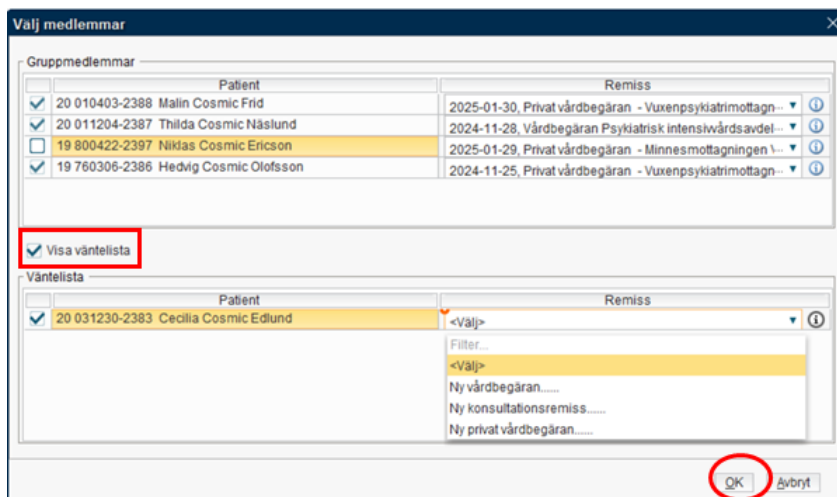 Välj medlemmar
Gruppmedlemmar
Patient Remiss
20 010403-2388 Malin Cosmic Frid 2025-01-30, Privat vårdbegäran - Vuxenpsykiatrimottagn...
20 011204-2387 Thilda Cosmic Näslund 2024-11-28, Vårdbegäran Psykiatrisk intensivvårdsavdel...
19 800422-2397 Niklas Cosmic Ericson 2025-01-29, Privat vårdbegäran - Minnesmottagningen V...
19 760306-2386 Hedvig Cosmic Olofsson 2024-11-25, Privat vårdbegäran - Vuxenpsykiatrimottagn...
Visa väntelista
Väntelista
Patient Remiss
20 031230-2383 Cecilia Cosmic Edlund <Välj>
Filter...
<Välj>
Ny vårdbegäran......
Ny konsultationsremiss......
Ny privat vårdbegäran......
OK Avbryt